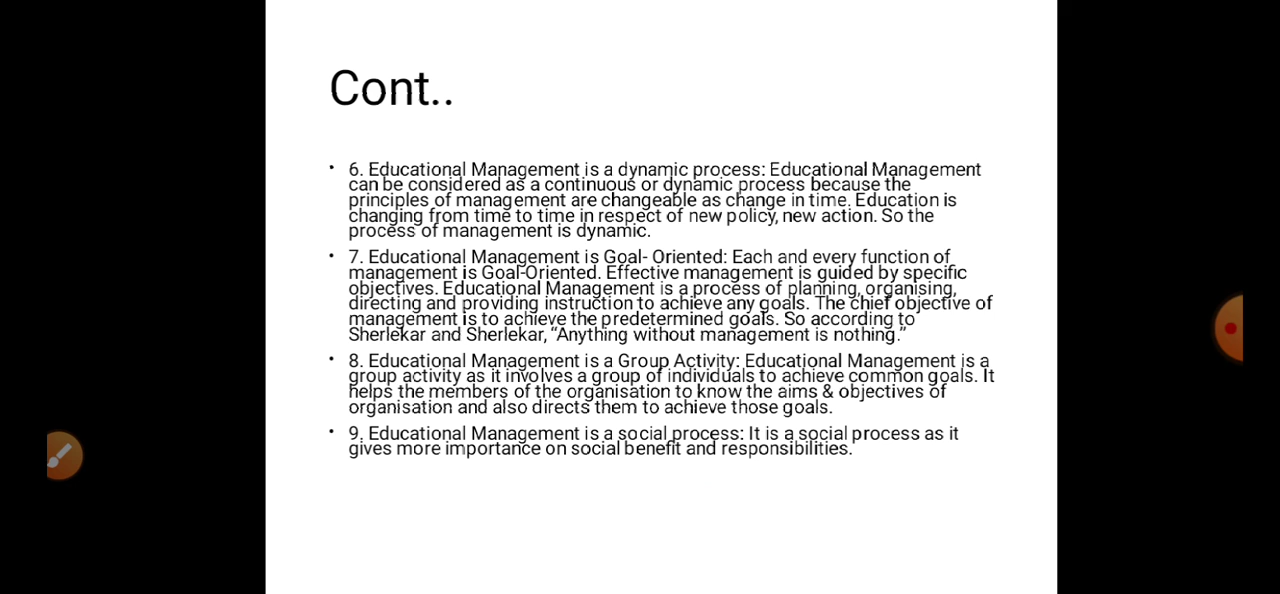 Cont..
• 6. Educational Management is a dynamic process: Educational Management
can be considered as a continuous or dynamic process because the
principles of management are changeable as change in time. Education is
changing from time to time in respect of new policy, new action. So the
process of management is dynamic.
• 7. Educational Management is Goal- Oriented: Each and every function of
management is Goal-Oriented. Effective management is guided by specific
objectives. Educational Management is a process of planning, organising,
directing and providing instruction to achieve any goals. The chief objective of
management is to achieve the predetermined goals. So according to
Sherlekar and Sherlekar, “Anything without management is nothing.”
• 8. Educational Management is a Group Activity: Educational Management is a
group activity as it involves a group of individuals to achieve common goals. It
helps the members of the organisation to know the aims & objectives of
organisation and also directs them to achieve those goals.
• 9. Educational Management is a social process: It is a social process as it
gives more importance on social benefit and responsibilities.